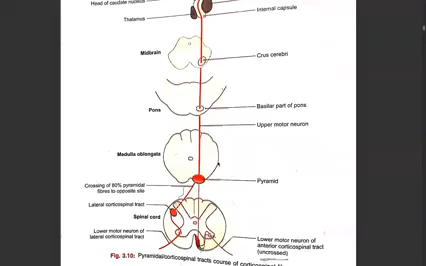 Head of caudate nucleus
Internal capsule
Thalamus
Midbrain
Crus cerebri
Pons
Basilar part of pons
Upper motor neuron
Medulla oblongata
Pyramid
Crossing of 80% pyramidal
fibres to opposite site
Lateral corticospinal tract
Spinal cord
Lower motor neuron of
lateral corticospinal tract
Lower motor neuron of
anterior corticospinal tract
(uncrossed)
Fig. 3.10: Pyramidal/corticospinal tracts course of corticospinal